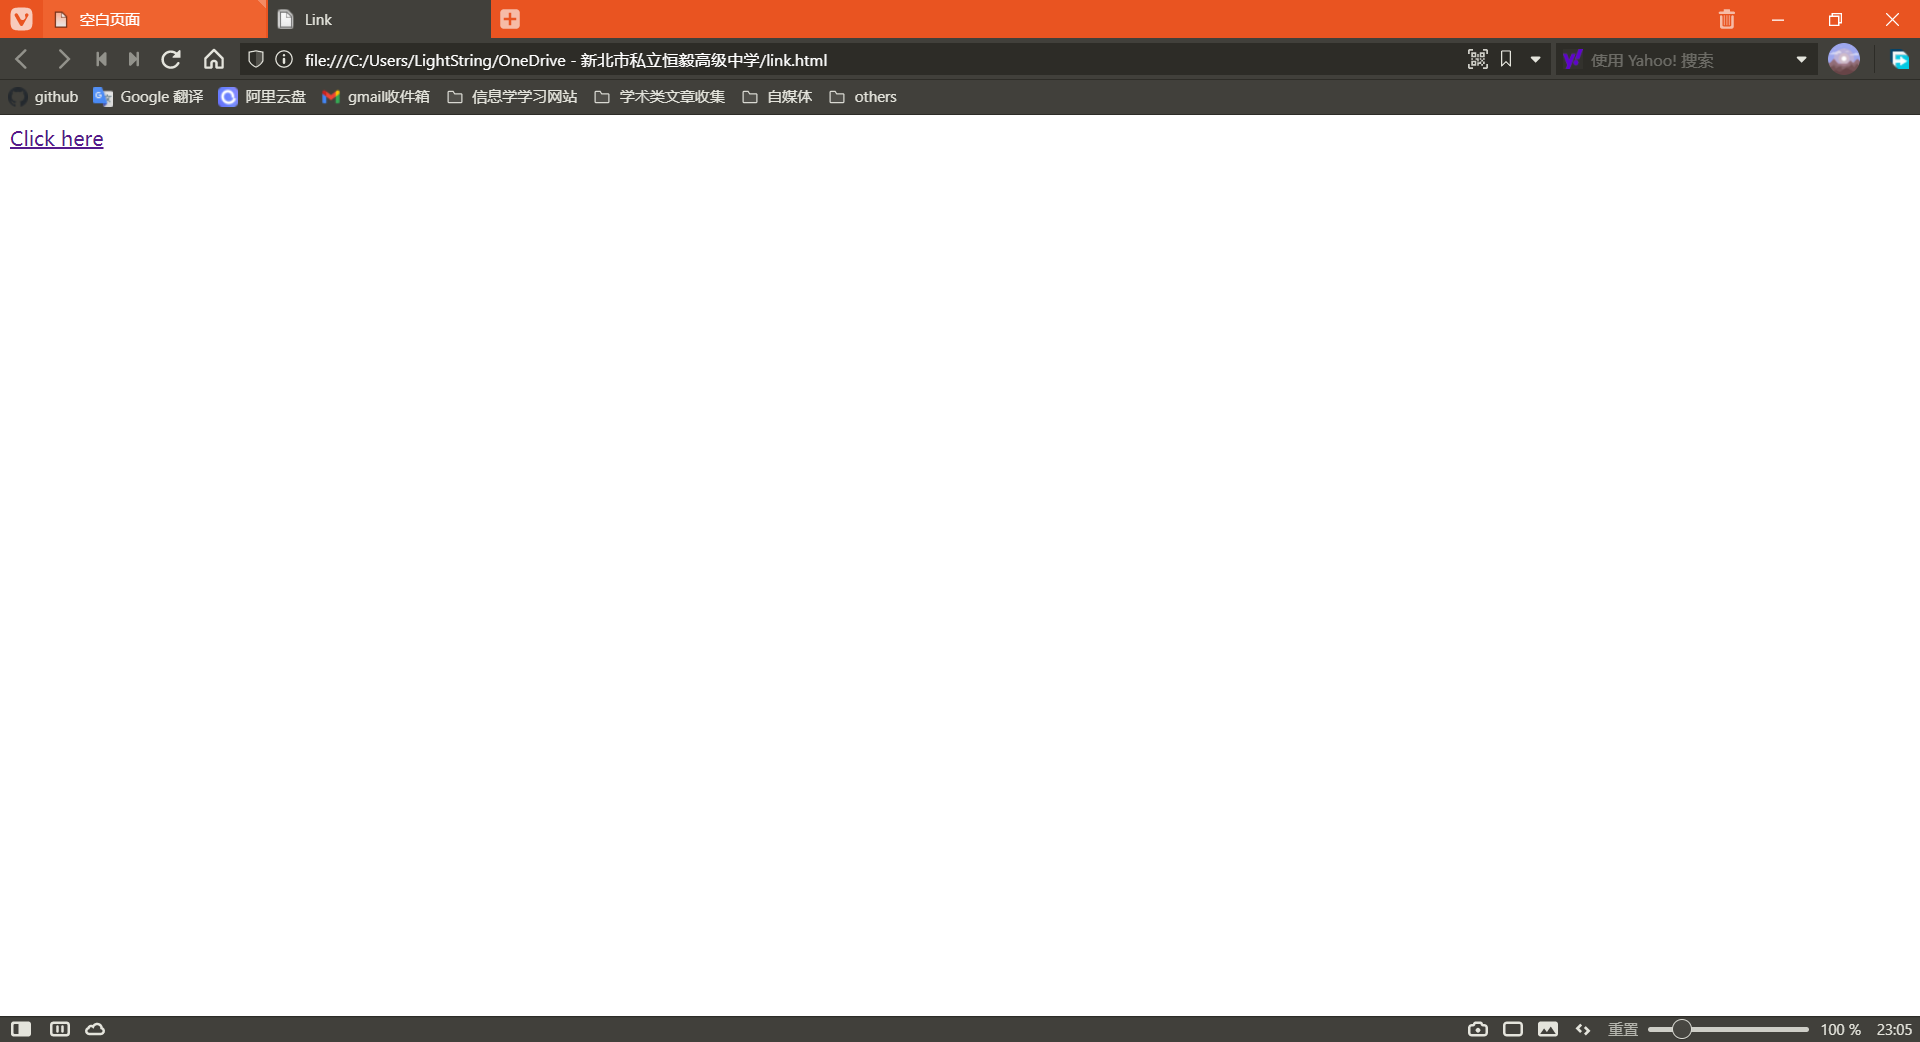 空白页面
Link
file:///C:/Users/LightString/OneDrive - 新北市私立恒毅高级中学/link.html
使用 Yahoo! 搜索
github
Google 翻译
阿里云盘
gmail收件箱
信息学学习网站
学术类文章收集
自媒体
others
Click here
重置
100 %
23:05